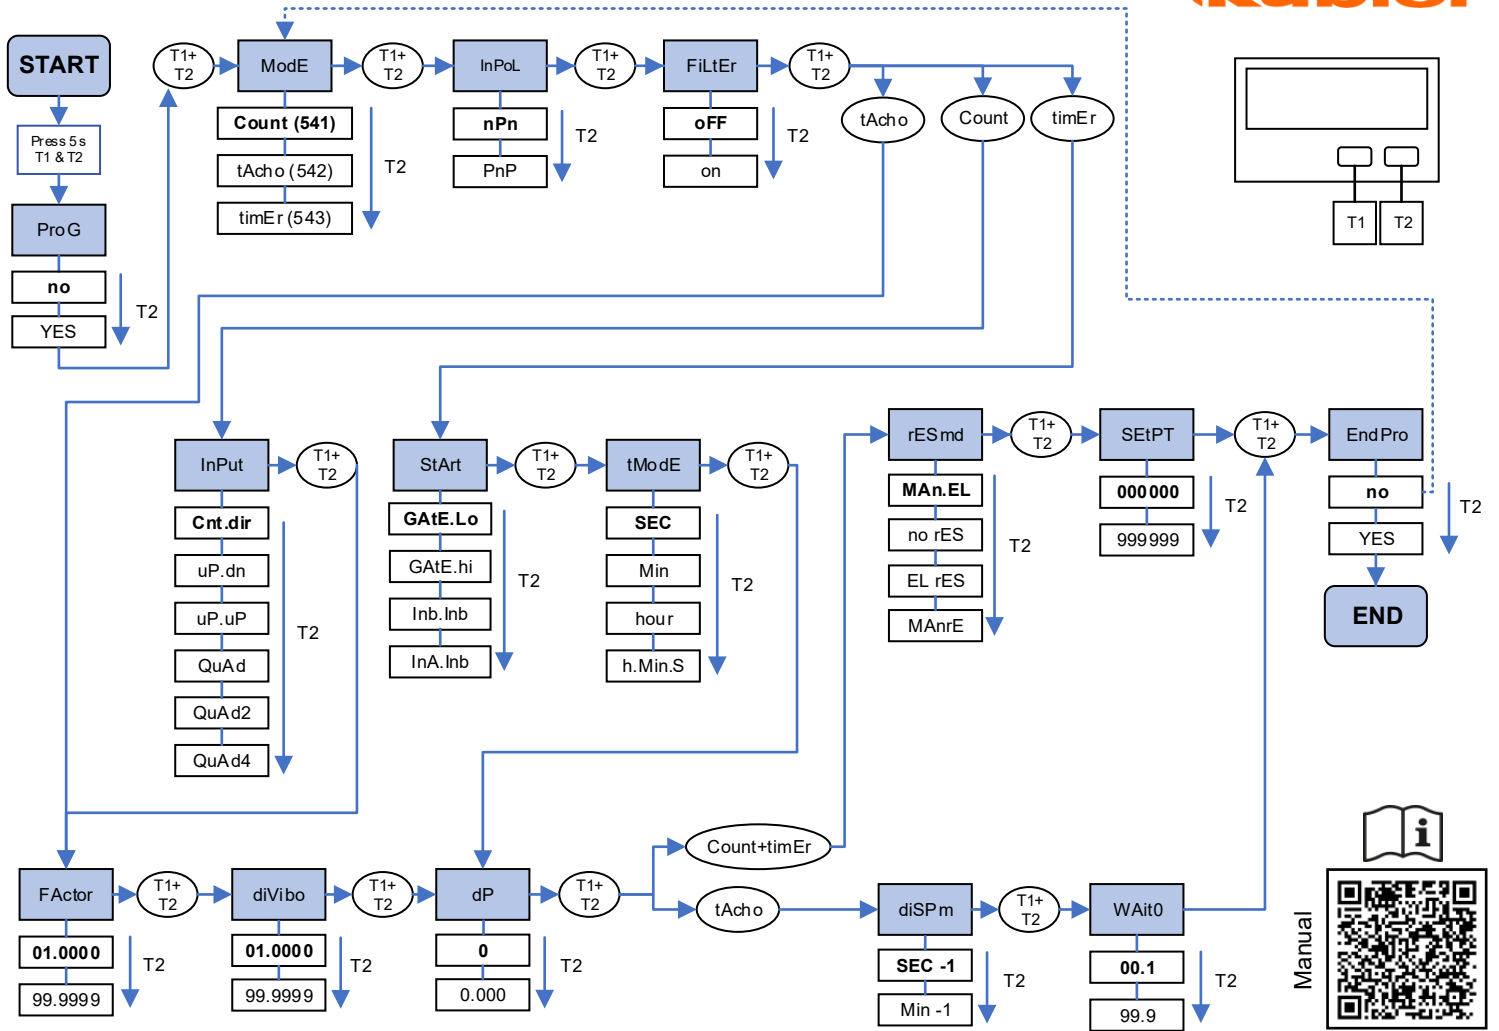 START
Press 5 s
T1 & T2
ProG
no
YES
T2
T1+
T2
ModE
Count (541)
tAcho (542)
timEr (543)
T2
T1+
T2
InPoL
nPn
PnP
T2
T1+
T2
FiLtEr
oFF
on
T2
T1+
T2
tAcho
Count
timEr
T1
T2
InPut
Cnt.dir
uP.dn
uP.uP
QuAd
QuAd2
QuAd4
T2
T1+
T2
StArt
GAtE.Lo
GAtE.hi
Inb.Inb
InA.Inb
T2
T1+
T2
tModE
SEC
Min
hour
h.Min.S
T2
T1+
T2
rESmd
MAn.EL
no rES
EL rES
MAnrE
T2
T1+
T2
SEtPT
000000
999999
T2
T1+
T2
EndPro
no
YES
T2
END
FActor
01.0000
99.9999
T2
T1+
T2
diVibo
01.0000
99.9999
T2
T1+
T2
dP
0
0.000
T2
T1+
T2
Count+timEr
tAcho
diSPm
SEC -1
Min -1
T2
T1+
T2
WAit0
00.1
99.9
T2
Manual